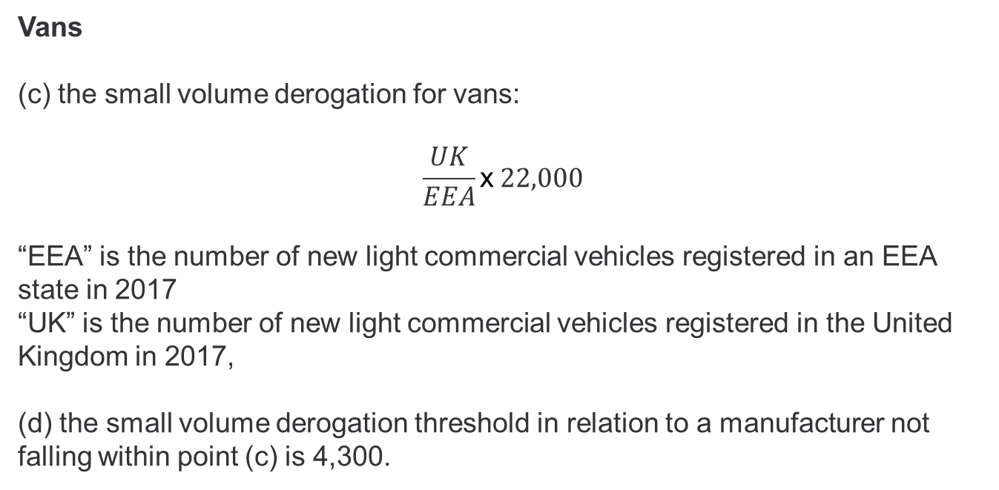 Vans
(c) the small volume derogation for vans:
UK
EEA
x 22,000
“EEA” is the number of new light commercial vehicles registered in an EEA
state in 2017
“UK” is the number of new light commercial vehicles registered in the United
Kingdom in 2017,
(d) the small volume derogation threshold in relation to a manufacturer not
falling within point (c) is 4,300.